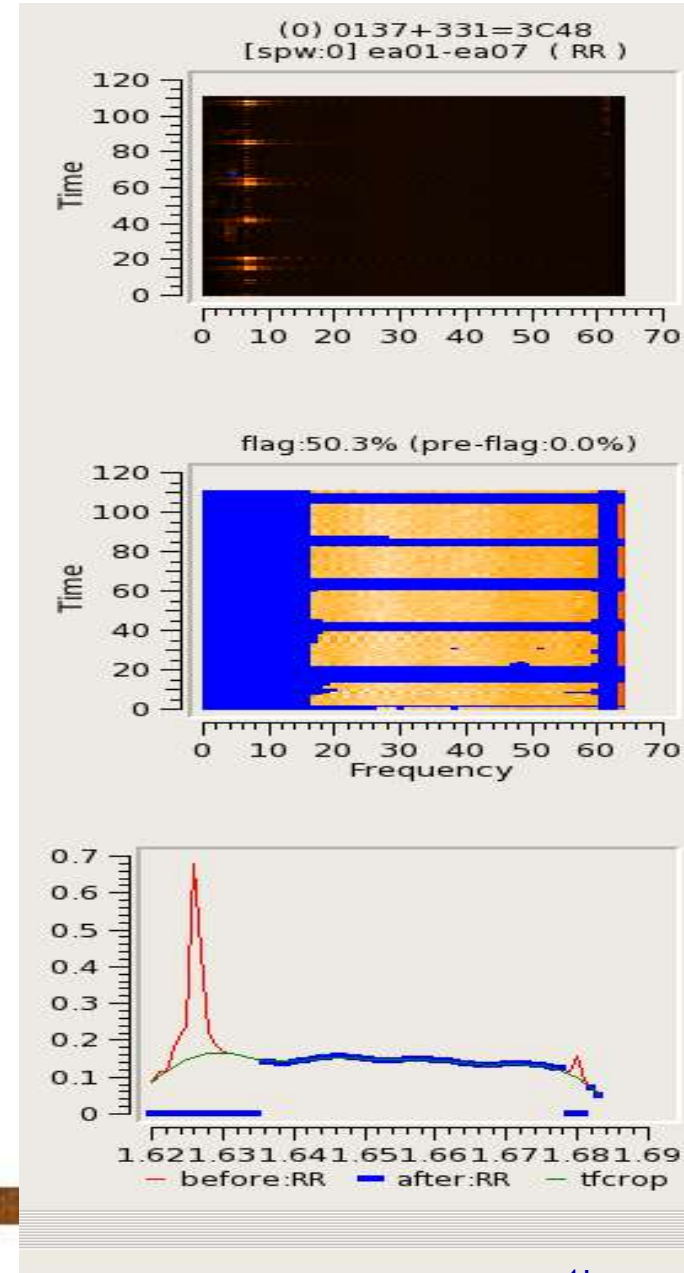 (0) 0137+331=3C48
[spw:0] ea01-ea07 ( RR )
120
100
80
60
40
20
0
Time
0 10 20 30 40 50 60 70
flag:50.3% (pre-flag:0.0%)
120
100
80
60
40
20
0
Time
0 10 20 30 40 50 60 70
Frequency
0.7
0.6
0.5
0.4
0.3
0.2
0.1
0
1.621.631.641.651.661.671.681.69
before:RR after:RR tfcrop